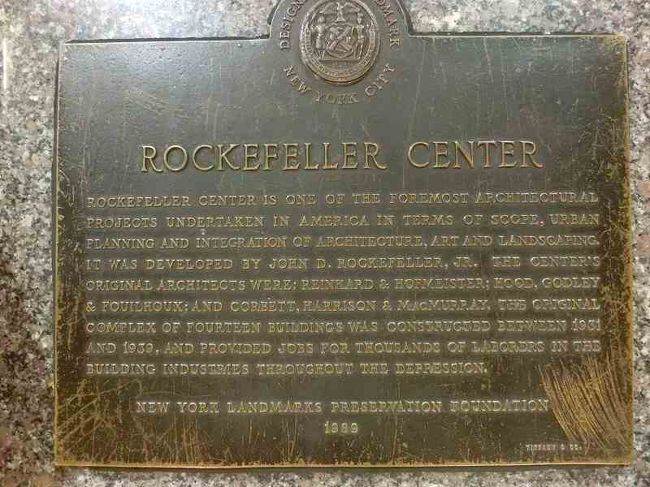 DESIGNATED LANDMARK
NEW YORK CITY
ROCKEFELLER CENTER
ROCKEFELLER CENTER IS ONE OF THE FOREMOST ARCHITECTURAL
PROJECTS UNDERTAKEN IN AMERICA IN TERMS OF SCOPE, URBAN
PLANNING AND INTEGRATION OF ARCHITECTURE, ART AND LANDSCAPING.
IT WAS DEVELOPED BY JOHN D. ROCKEFELLER, JR. THE CENTER'S
ORIGINAL ARCHITECTS WERE: REINHARD & HOFMEISTER; HOOD, GODLEY
& FOUILHOUX; AND CORBETT, HARRISON & MACMURRAY. THE ORIGINAL
COMPLEX OF FOURTEEN BUILDINGS WAS CONSTRUCTED BETWEEN 1931
AND 1939, AND PROVIDED JOBS FOR THOUSANDS OF LABORERS IN THE
BUILDING INDUSTRIES THROUGHOUT THE DEPRESSION.
NEW YORK LANDMARKS PRESERVATION FOUNDATION
1989
TIFFANY & CO.